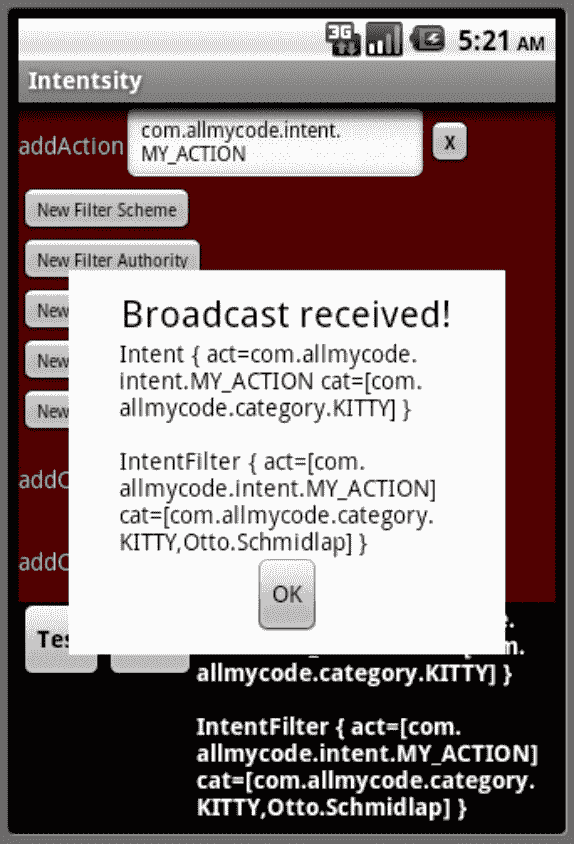 3G 5:21 AM
Intentsity
addAction
com.allmycode.intent.
MY_ACTION
X
New Filter Scheme
New Filter Authority
New
New
New
Broadcast received!
Intent { act=com.allmycode.
intent.MY_ACTION cat=[com.
allmycode.category.KITTY] }
IntentFilter { act=[com.
allmycode.intent.MY_ACTION]
cat=[com.allmycode.category.
KITTY,Otto.Schmidlap] }
OK
allmycode.category.KITTY] }
IntentFilter { act=[com.
allmycode.intent.MY_ACTION]
cat=[com.allmycode.category.
KITTY,Otto.Schmidlap] }